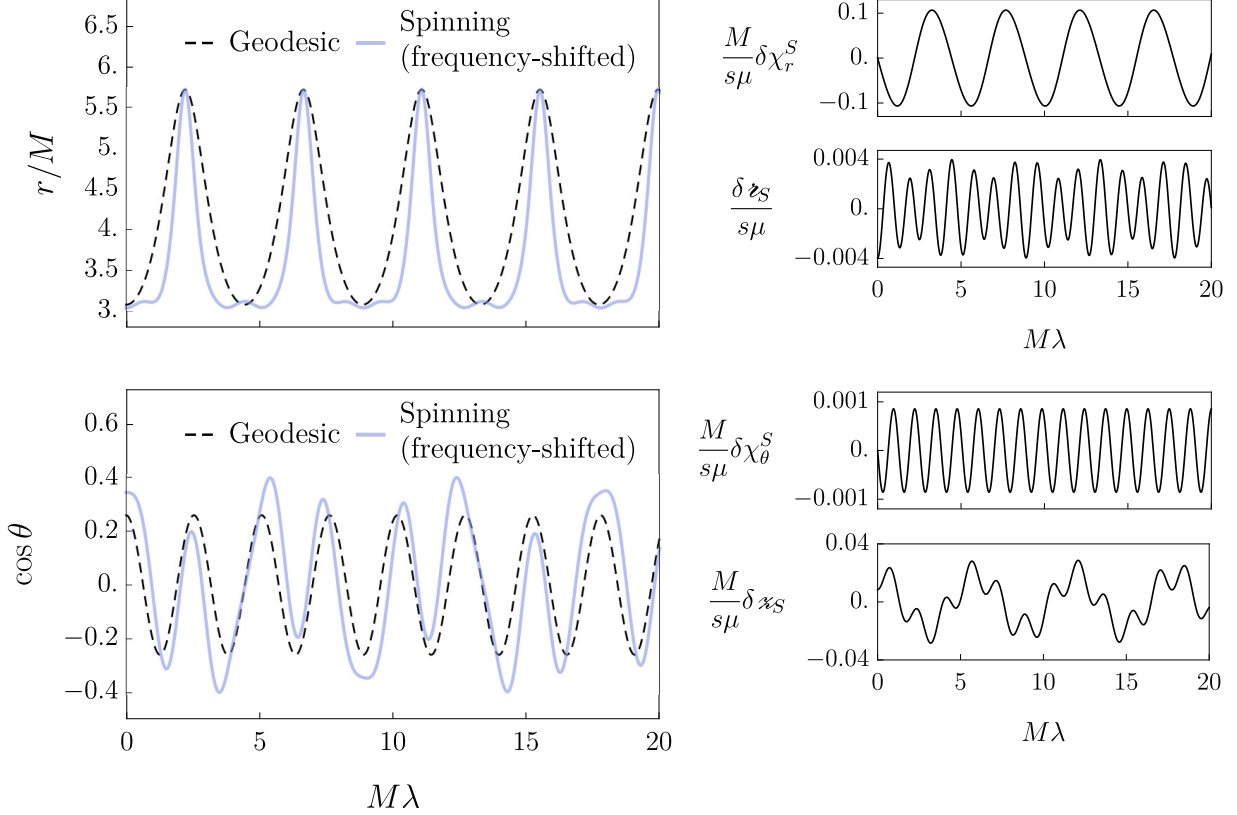 6.5
6.
5.5
5.
4.5
4.
3.5
3.
r/M
Geodesic
Spinning
(frequency-shifted)
0.6
0.4
0.2
0.
−0.2
−0.4
cos θ
Geodesic
Spinning
(frequency-shifted)
0 5 10 15 20
Mλ
M/sμ δχ_r^S
0.1
0.
−0.1
δ𝓇_S/sμ
0.004
0.
−0.004
0 5 10 15 20
Mλ
M/sμ δχ_θ^S
0.001
0.
−0.001
M/sμ δ𝓏_S
0.04
0.
−0.04
0 5 10 15 20
Mλ